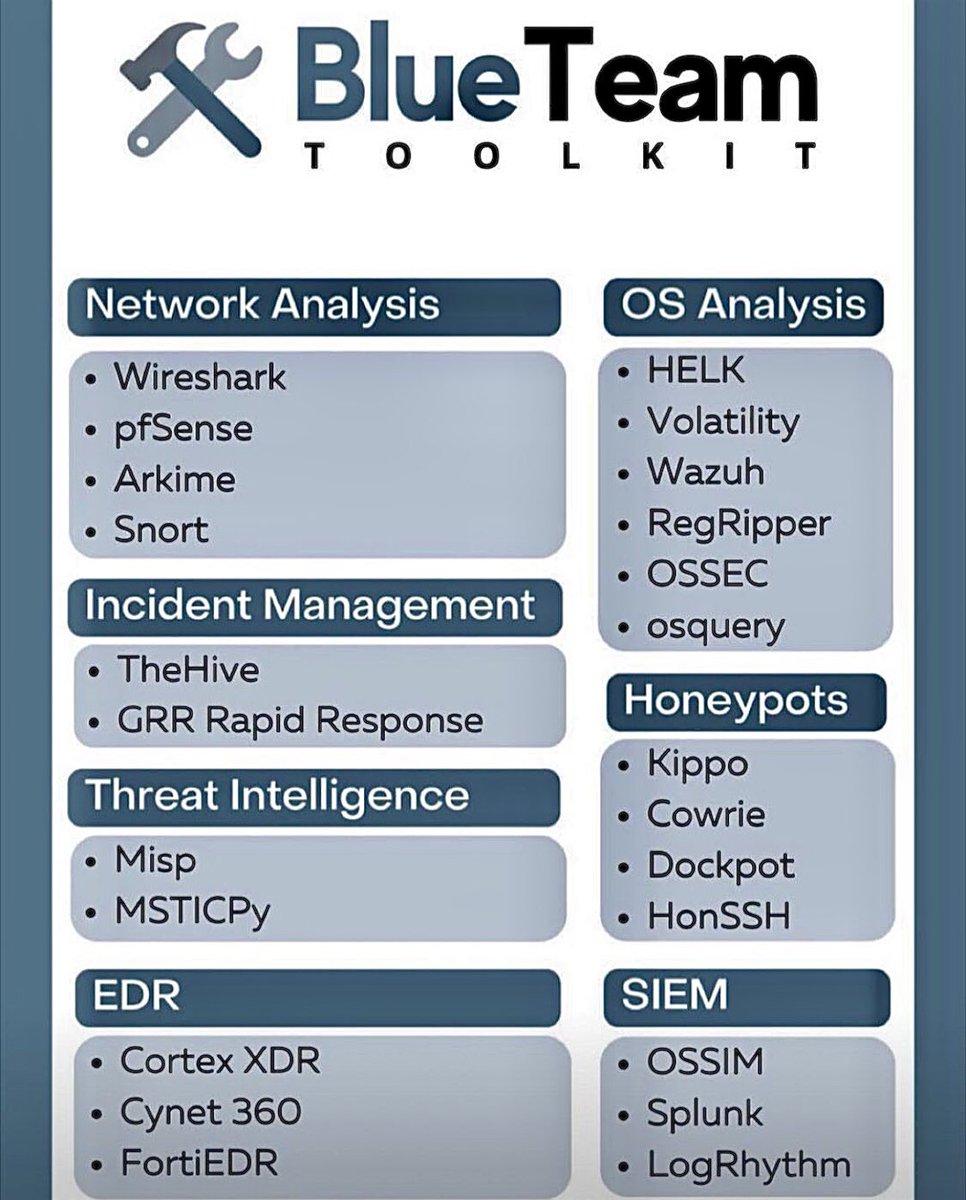 BlueTeam
TOOLKIT
Network Analysis
• Wireshark
• pfSense
• Arkime
• Snort
Incident Management
• TheHive
• GRR Rapid Response
Threat Intelligence
• Misp
• MSTICPy
EDR
• Cortex XDR
• Cynet 360
• FortiEDR
OS Analysis
• HELK
• Volatility
• Wazuh
• RegRipper
• OSSEC
• osquery
Honeypots
• Kippo
• Cowrie
• Dockpot
• HonSSH
SIEM
• OSSIM
• Splunk
• LogRhythm